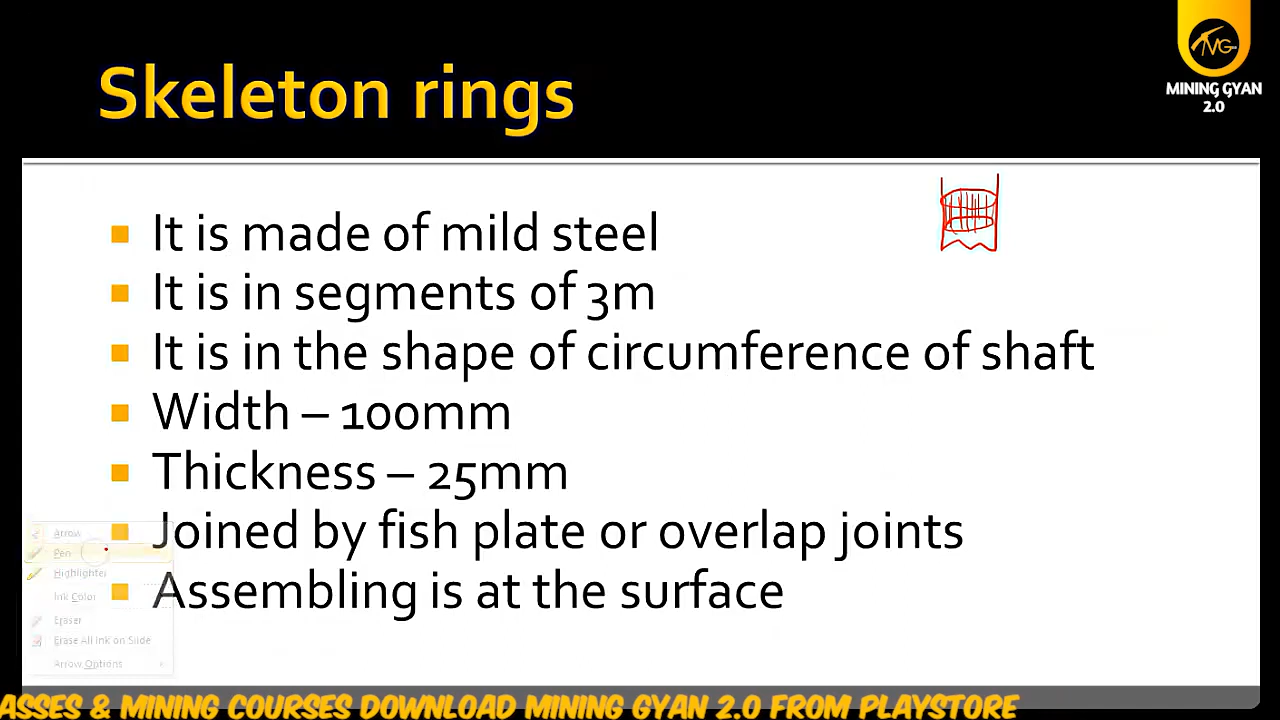 Skeleton rings
MINING GYAN
2.0
It is made of mild steel
It is in segments of 3m
It is in the shape of circumference of shaft
Width – 100mm
Thickness – 25mm
Joined by fish plate or overlap joints
Assembling is at the surface
Arrow
Pen
Highlighter
Ink Color
Eraser
Erase All Ink on Slide
Arrow Options
ASSES & MINING COURSES DOWNLOAD MINING GYAN 2.0 FROM PLAYSTORE